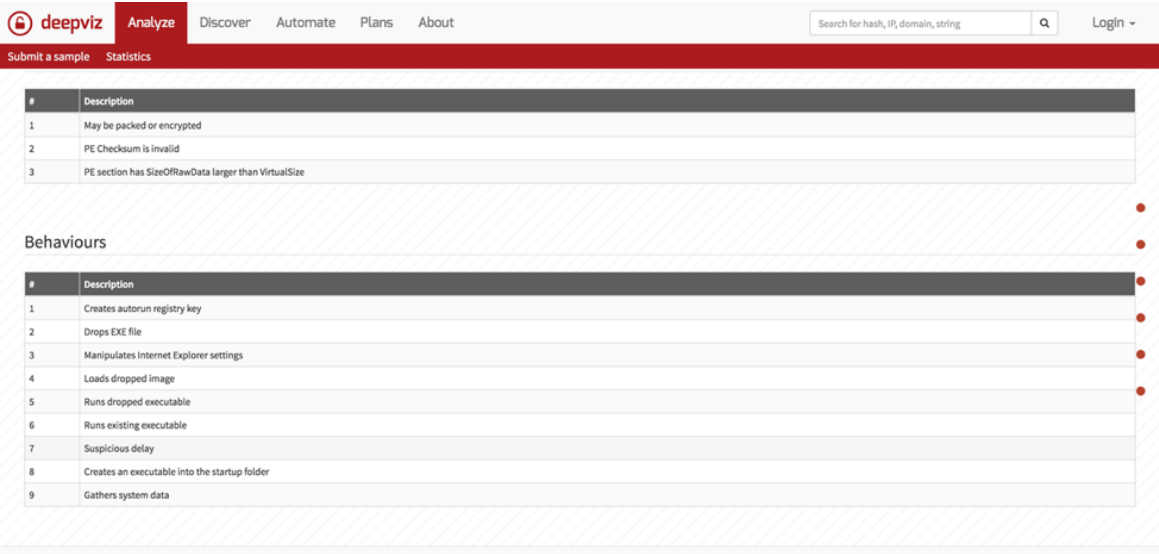 deepviz Analyze Discover Automate Plans About Search for hash, IP, domain, string Login
Submit a sample Statistics
# Description
1 May be packed or encrypted
2 PE Checksum is invalid
3 PE section has SizeOfRawData larger than VirtualSize
Behaviours
# Description
1 Creates autorun registry key
2 Drops EXE file
3 Manipulates Internet Explorer settings
4 Loads dropped image
5 Runs dropped executable
6 Runs existing executable
7 Suspicious delay
8 Creates an executable into the startup folder
9 Gathers system data